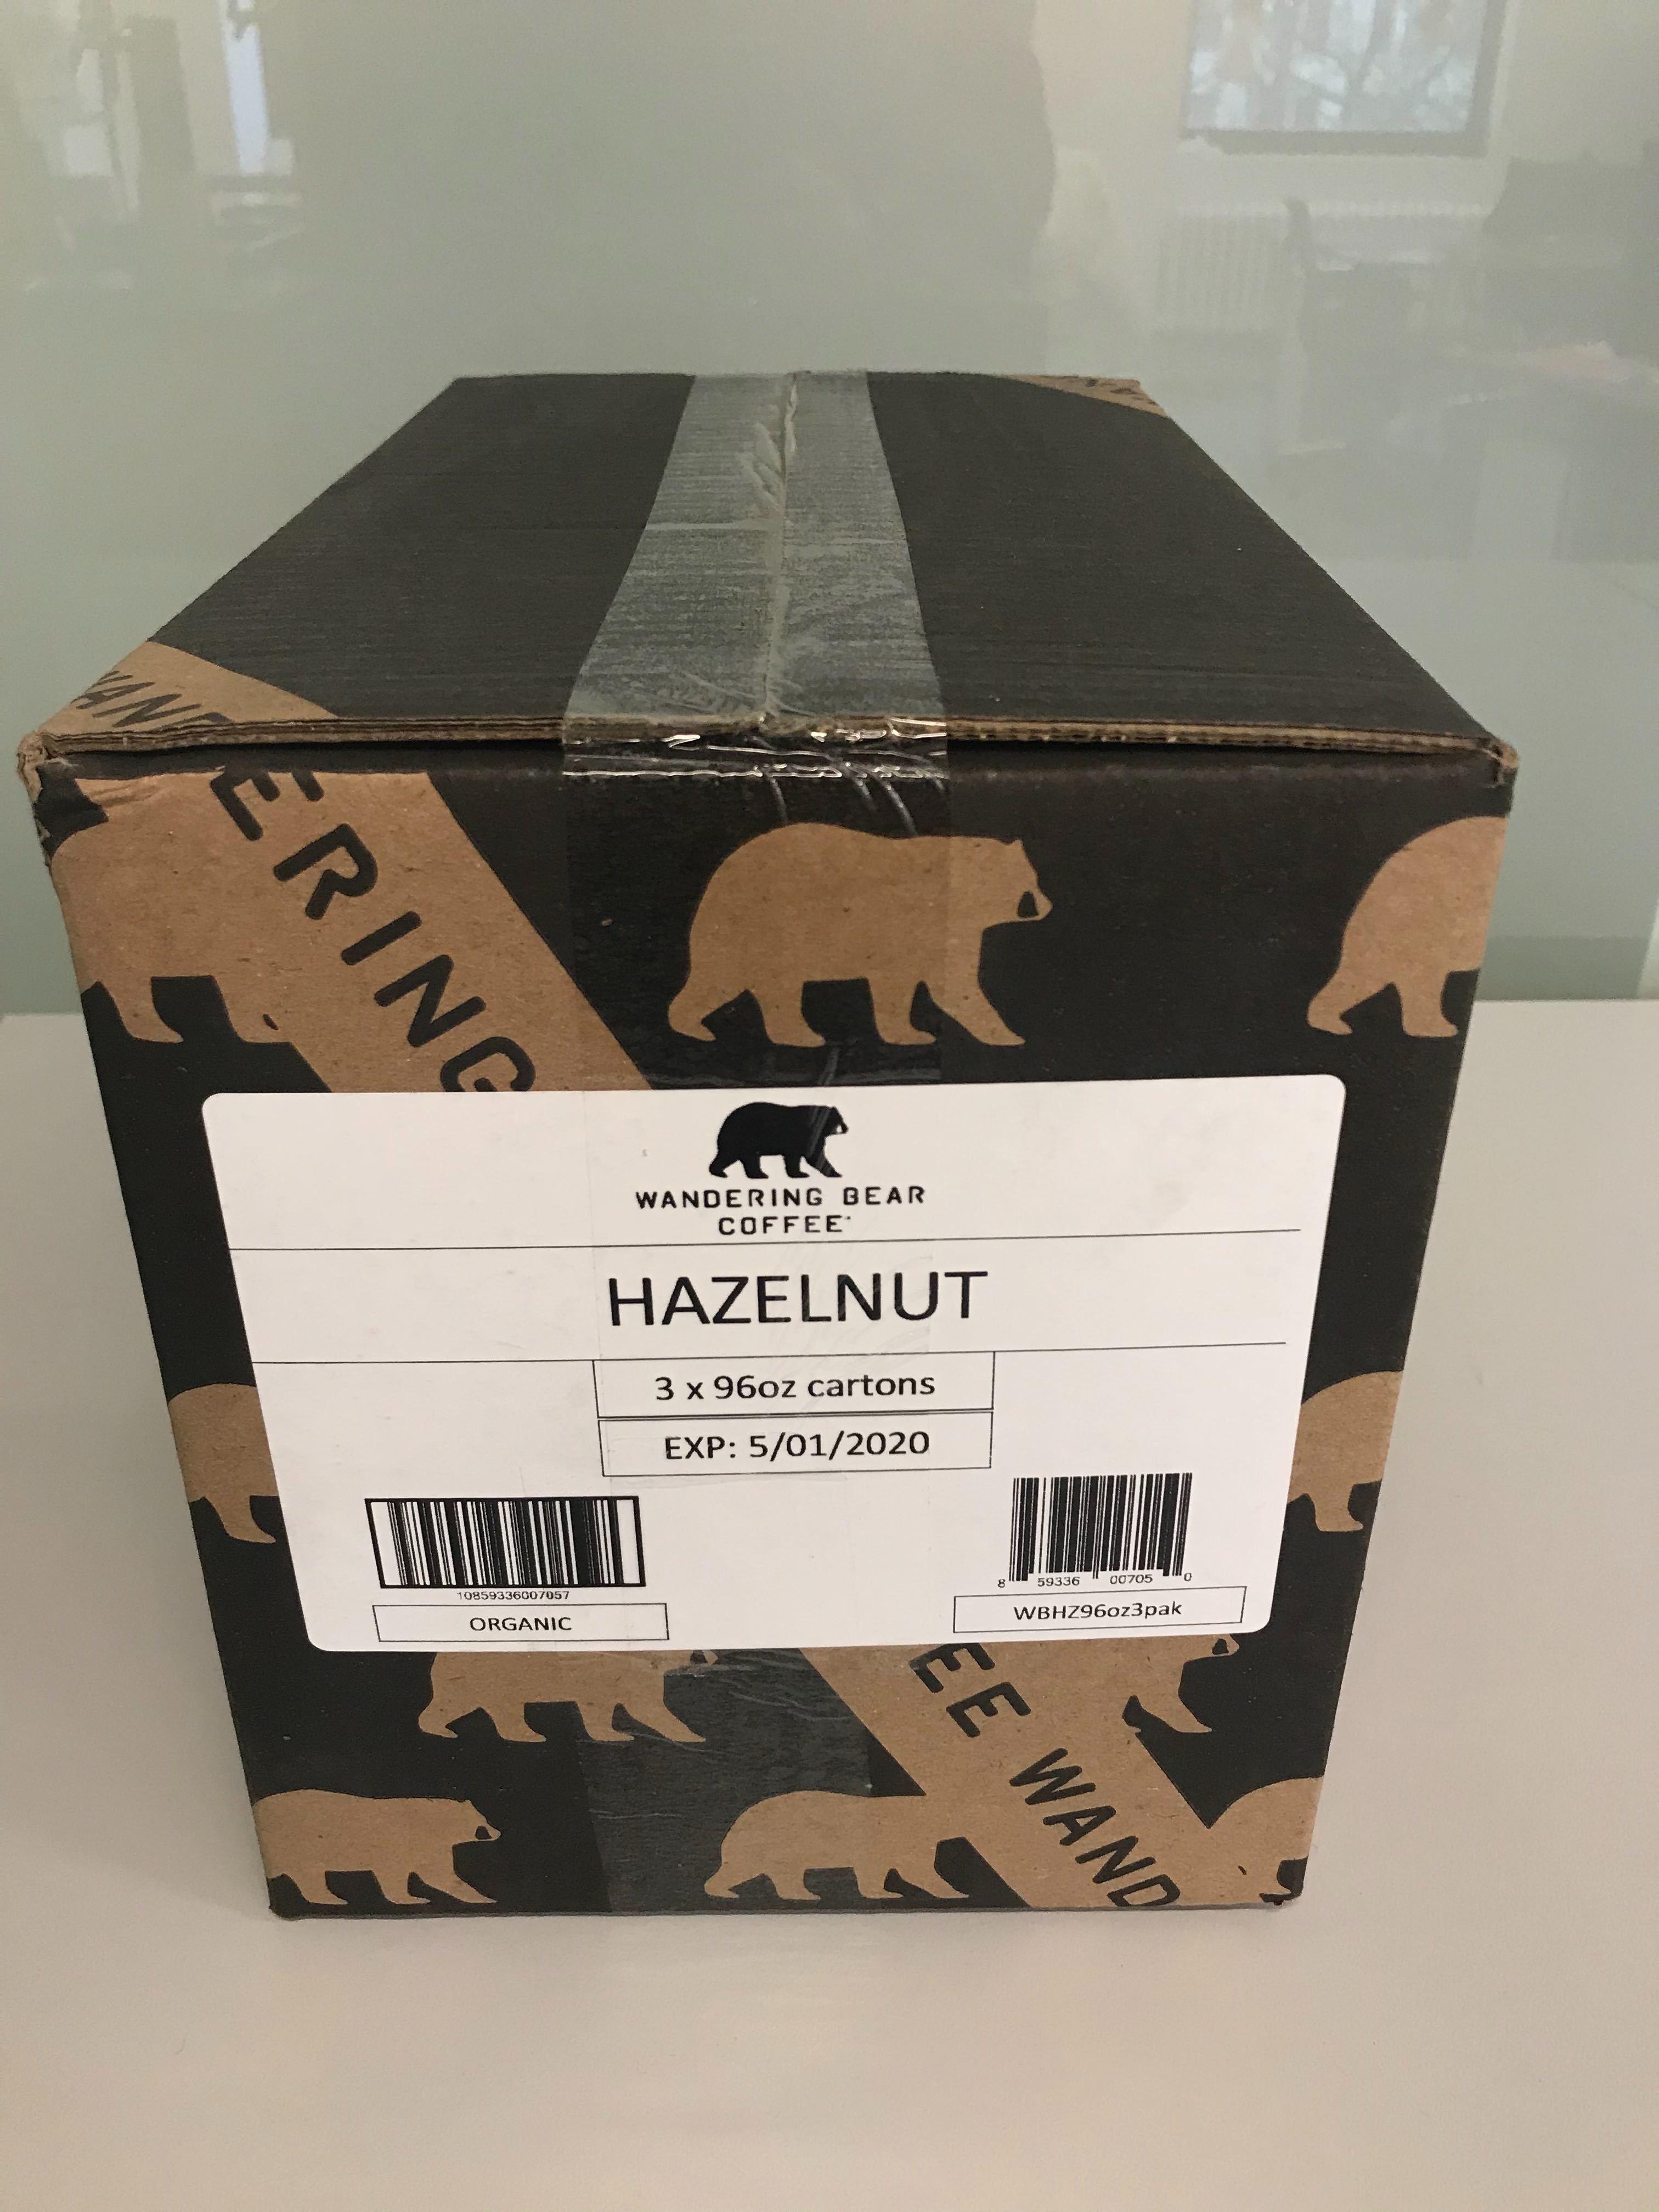 WAND
ERING
WANDERING BEAR
COFFEE
HAZELNUT
3 x 96oz cartons
EXP: 5/01/2020
10859336007057
ORGANIC
8 59336 00705 0
WBHZ96oz3pak
EE WAND